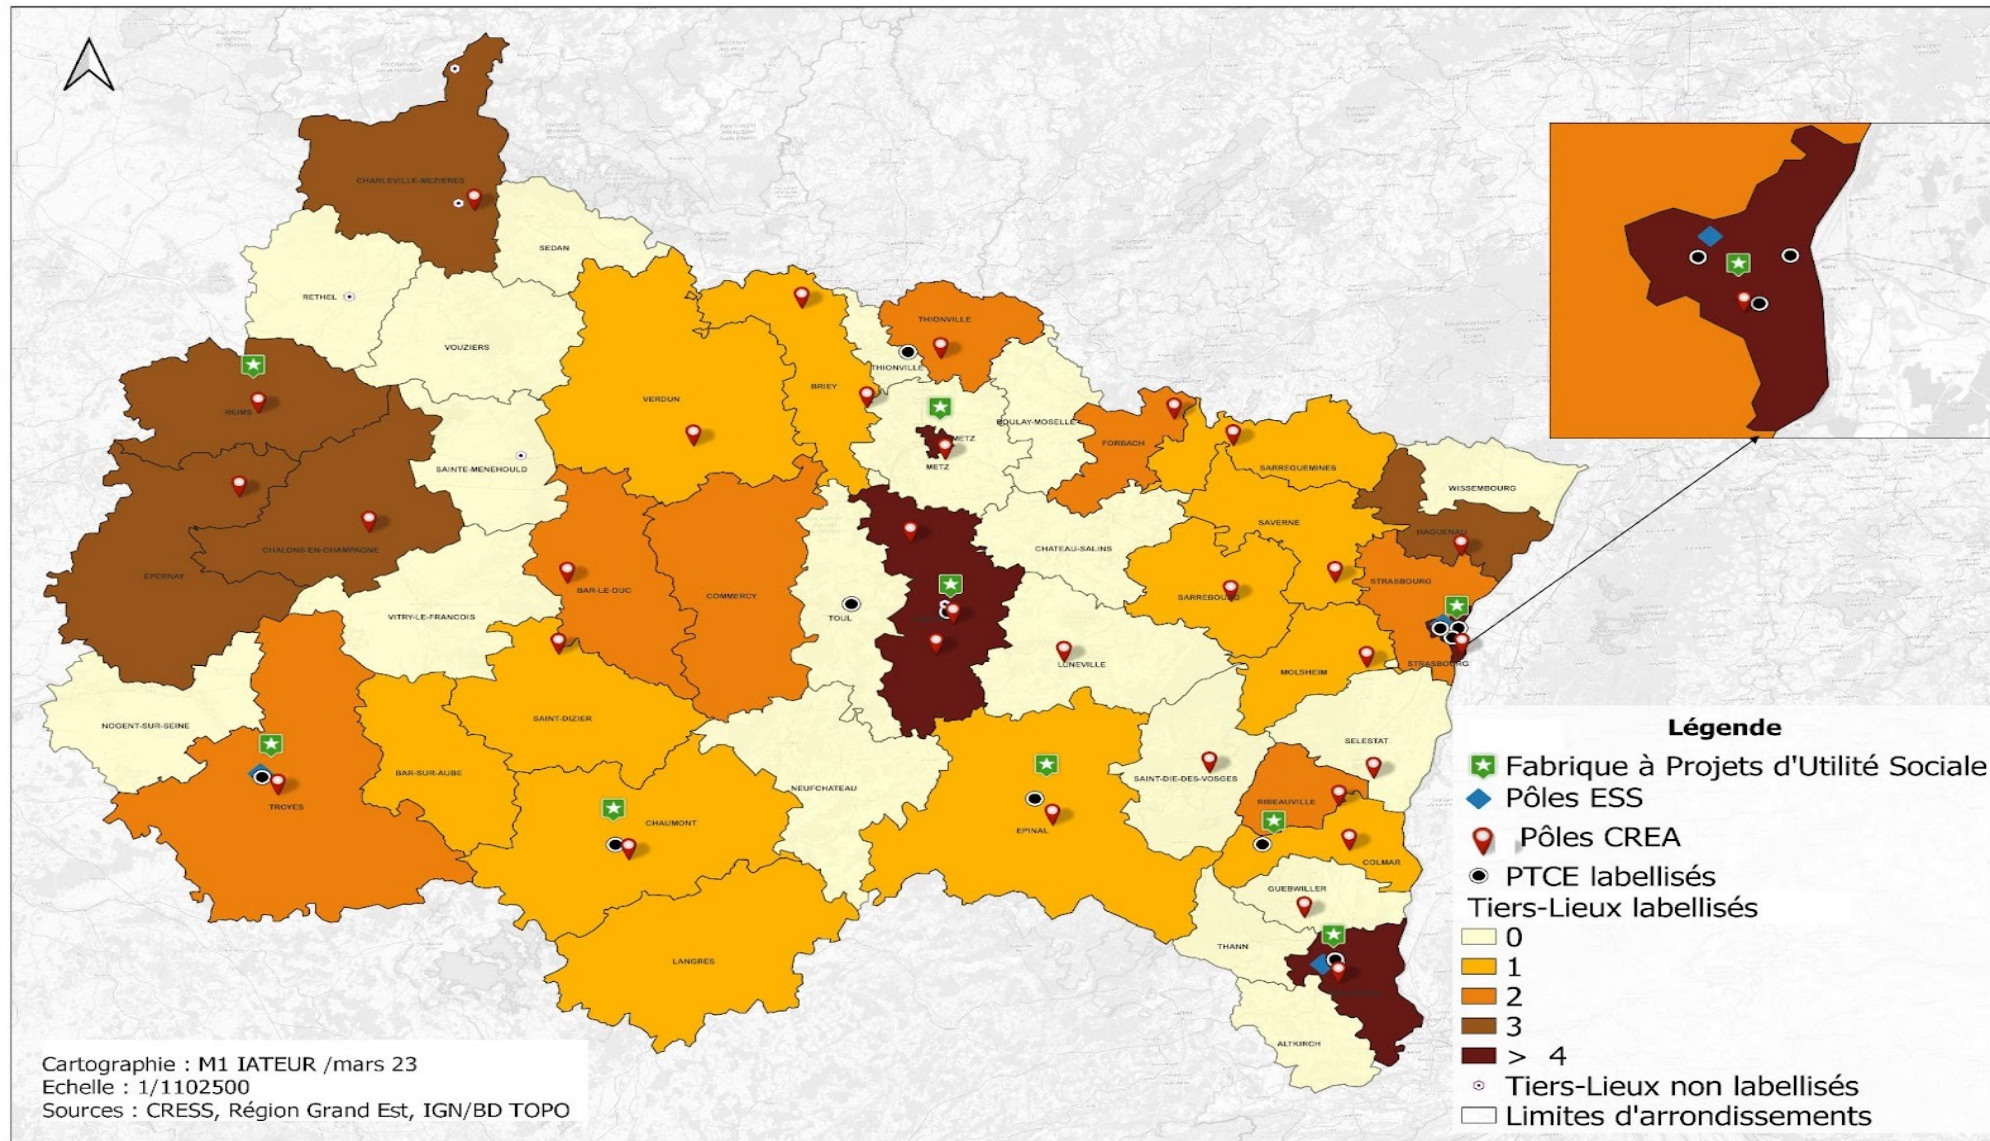 CHARLEVILLE-MEZIERES
SEDAN
RETHEL
VOUZIERS
THIONVILLE
THIONVILLE
BRIEY
VERDUN
REIMS
SAINTE-MENEHOULD
METZ
METZ
BOULAY-MOSELLE
FORBACH
SARREGUEMINES
WISSEMBOURG
HAGUENAU
SAVERNE
CHATEAU-SALINS
STRASBOURG
SARREBOURG
STRASBOURG
CHALONS-EN-CHAMPAGNE
EPERNAY
BAR-LE-DUC
COMMERCY
VITRY-LE-FRANCOIS
TOUL
LUNEVILLE
MOLSHEIM
NOGENT-SUR-SEINE
SAINT-DIZIER
SELESTAT
BAR-SUR-AUBE
TROYES
NEUFCHATEAU
SAINT-DIE-DES-VOSGES
RIBEAUVILLE
CHAUMONT
EPINAL
COLMAR
GUEBWILLER
THANN
LANGRES
ALTKIRCH
Légende
Fabrique à Projets d'Utilité Sociale
Pôles ESS
Pôles CREA
PTCE labellisés
Tiers-Lieux labellisés
0
1
2
3
> 4
Tiers-Lieux non labellisés
Limites d'arrondissements
Cartographie : M1 IATEUR /mars 23
Echelle : 1/1102500
Sources : CRESS, Région Grand Est, IGN/BD TOPO